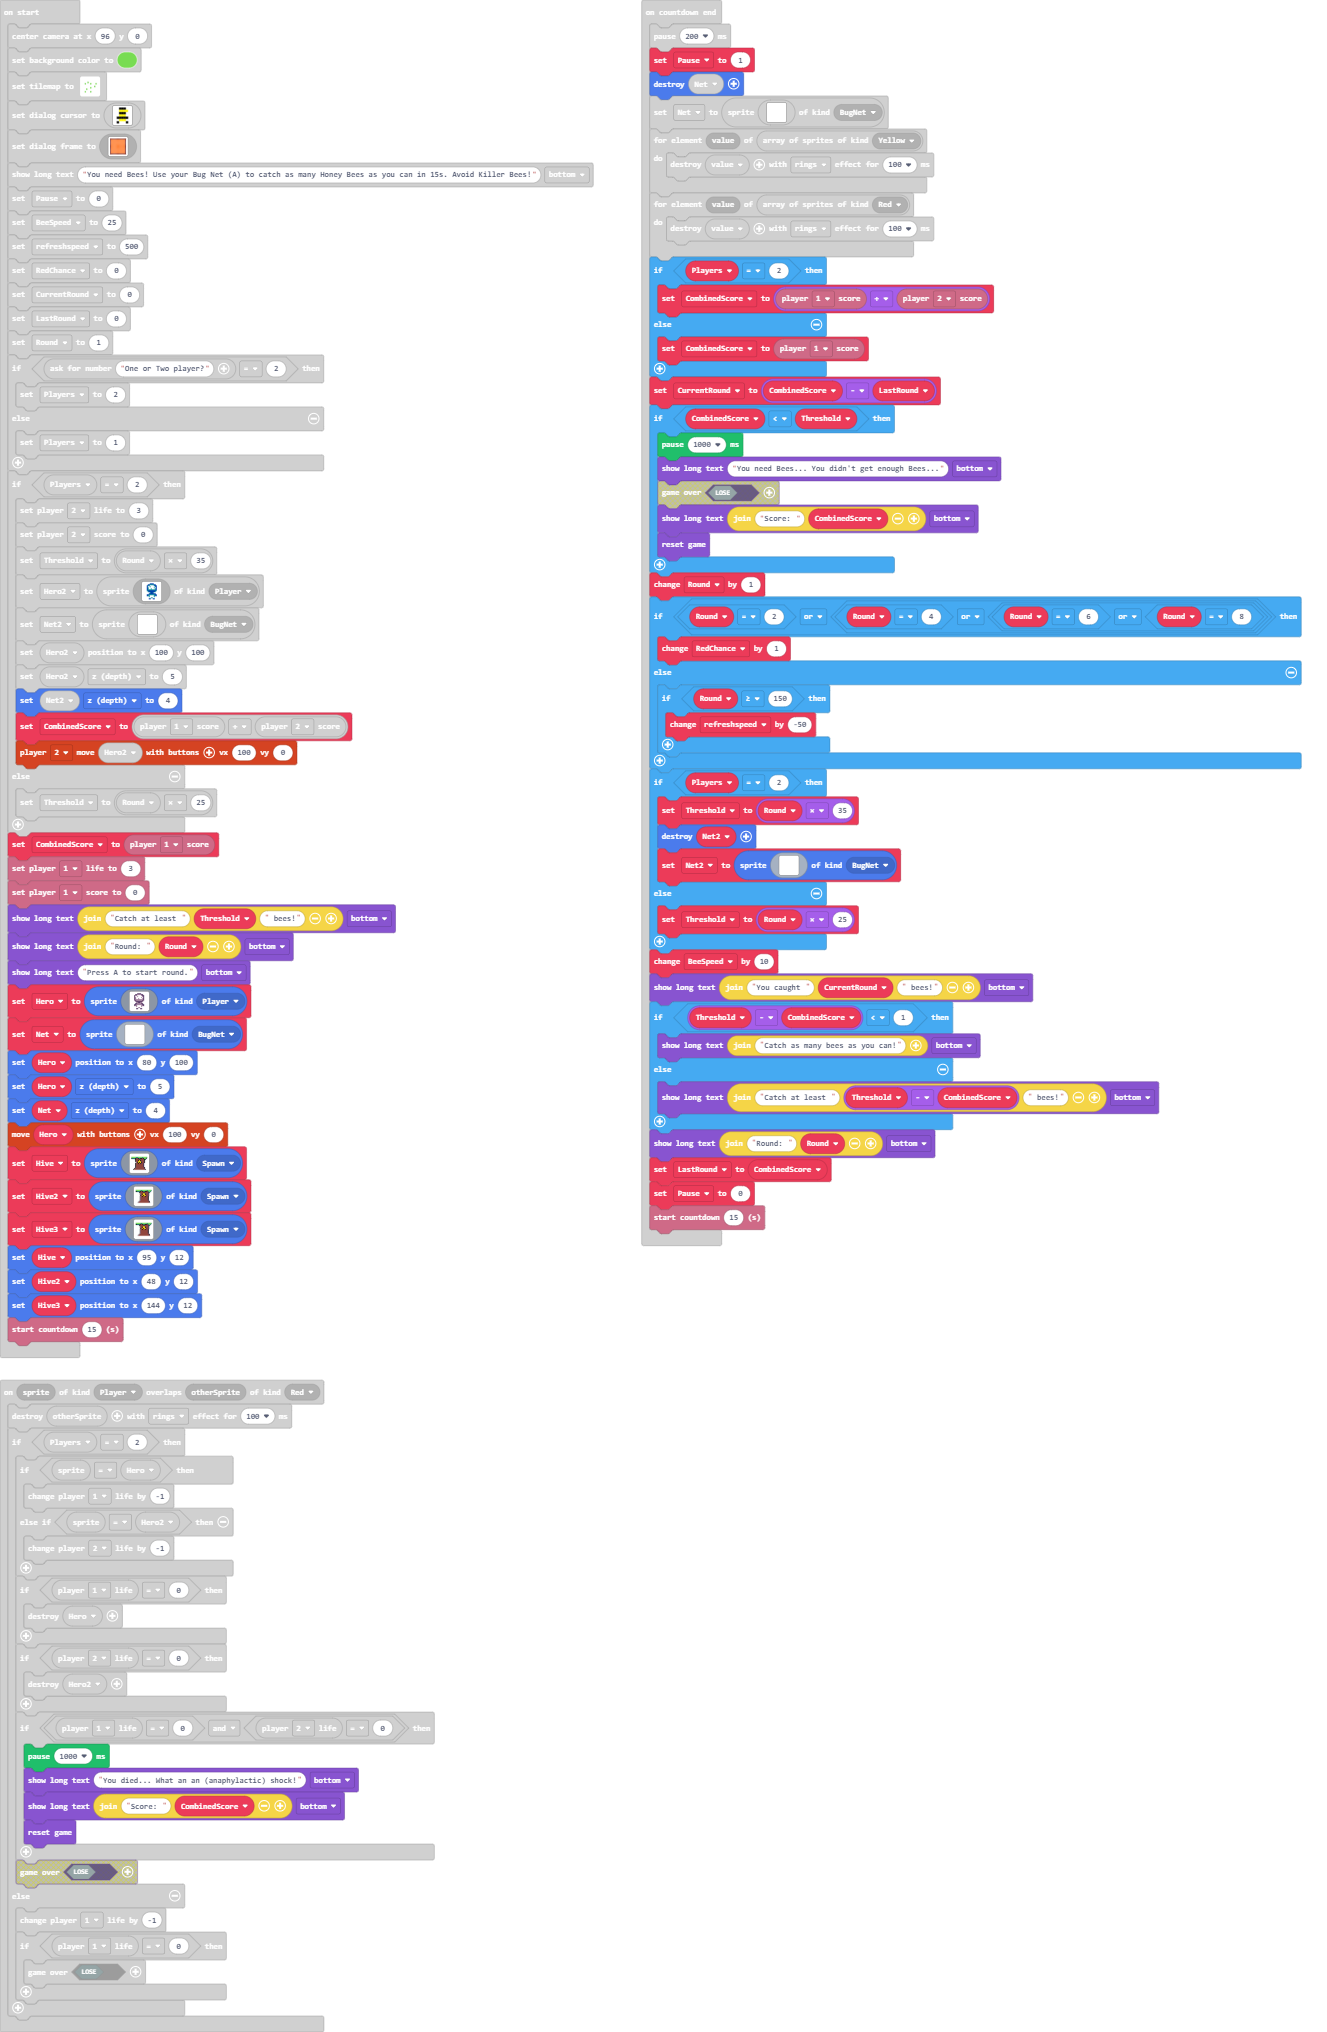 on start
center camera at x 96 y 0
set background color to
set tilemap to
set dialog cursor to
set dialog frame to
show long text "You need Bees! Use your Bug Net (A) to catch as many Honey Bees as you can in 15s. Avoid Killer Bees!" bottom
set Pause to 0
set BeeSpeed to 25
set refreshspeed to 500
set RedChance to 0
set CurrentRound to 0
set LastRound to 0
set Round to 1
if ask for number "One or Two player?" = 2 then
set Players to 2
else
set Players to 1
if Players = 2 then
set player 2 life to 3
set player 2 score to 0
set Threshold to Round × 35
set Hero2 to sprite of kind Player
set Net2 to sprite of kind BugNet
set Hero2 position to x 100 y 100
set Hero2 z (depth) to 5
set Net2 z (depth) to 4
set CombinedScore to player 1 score + player 2 score
player 2 move Hero2 with buttons vx 100 vy 0
else
set Threshold to Round × 25
set CombinedScore to player 1 score
set player 1 life to 3
set player 1 score to 0
show long text join "Catch at least " Threshold " bees!" bottom
show long text join "Round: " Round bottom
show long text "Press A to start round." bottom
set Hero to sprite of kind Player
set Net to sprite of kind BugNet
set Hero position to x 80 y 100
set Hero z (depth) to 5
set Net z (depth) to 4
move Hero with buttons vx 100 vy 0
set Hive to sprite of kind Spawn
set Hive2 to sprite of kind Spawn
set Hive3 to sprite of kind Spawn
set Hive position to x 95 y 12
set Hive2 position to x 48 y 12
set Hive3 position to x 144 y 12
start countdown 15 (s)
on countdown end
pause 200 ms
set Pause to 1
destroy Net
set Net to sprite of kind BugNet
for element value of array of sprites of kind Yellow
do destroy value with rings effect for 100 ms
for element value of array of sprites of kind Red
do destroy value with rings effect for 100 ms
if Players = 2 then
set CombinedScore to player 1 score + player 2 score
else
set CombinedScore to player 1 score
set CurrentRound to CombinedScore - LastRound
if CombinedScore < Threshold then
pause 1000 ms
show long text "You need Bees... You didn't get enough Bees..." bottom
game over LOSE
show long text join "Score: " CombinedScore bottom
reset game
change Round by 1
if Round = 2 or Round = 4 or Round = 6 or Round = 8 then
change RedChance by 1
else
if Round ≥ 150 then
change refreshspeed by -50
if Players = 2 then
set Threshold to Round × 35
destroy Net2
set Net2 to sprite of kind BugNet
else
set Threshold to Round × 25
change BeeSpeed by 10
show long text join "You caught " CurrentRound " bees!" bottom
if Threshold - CombinedScore < 1 then
show long text join "Catch as many bees as you can!" bottom
else
show long text join "Catch at least " Threshold - CombinedScore " bees!" bottom
show long text join "Round: " Round bottom
set LastRound to CombinedScore
set Pause to 0
start countdown 15 (s)
on sprite of kind Player overlaps otherSprite of kind Red
destroy otherSprite with rings effect for 100 ms
if Players = 2 then
if sprite = Hero then
change player 1 life by -1
else if sprite = Hero2 then
change player 2 life by -1
if player 1 life = 0 then
destroy Hero
if player 2 life = 0 then
destroy Hero2
if player 1 life = 0 and player 2 life = 0 then
pause 1000 ms
show long text "You died... What an an (anaphylactic) shock!" bottom
show long text join "Score: " CombinedScore bottom
reset game
game over LOSE
else
change player 1 life by -1
if player 1 life = 0 then
game over LOSE